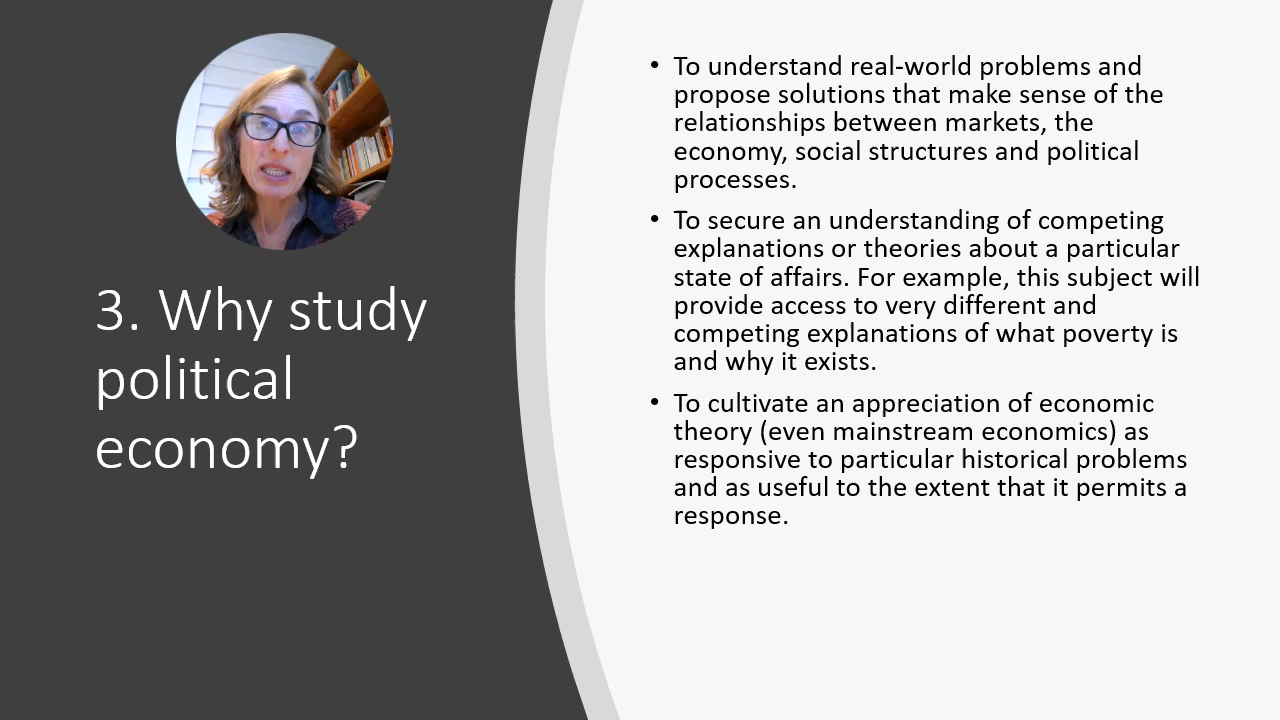 3. Why study
political
economy?
• To understand real-world problems and
propose solutions that make sense of the
relationships between markets, the
economy, social structures and political
processes.
• To secure an understanding of competing
explanations or theories about a particular
state of affairs. For example, this subject will
provide access to very different and
competing explanations of what poverty is
and why it exists.
• To cultivate an appreciation of economic
theory (even mainstream economics) as
responsive to particular historical problems
and as useful to the extent that it permits a
response.